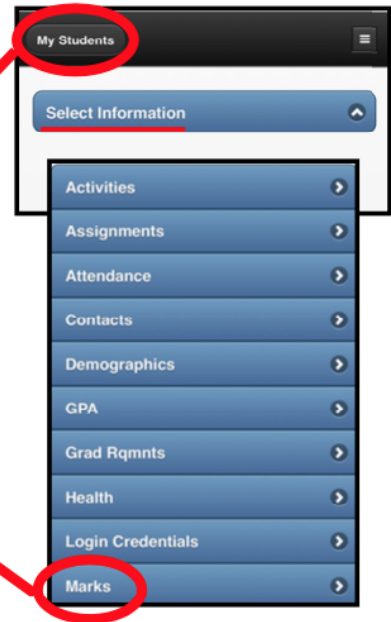 My Students
Select Information
Activities
Assignments
Attendance
Contacts
Demographics
GPA
Grad Rqmnts
Health
Login Credentials
Marks